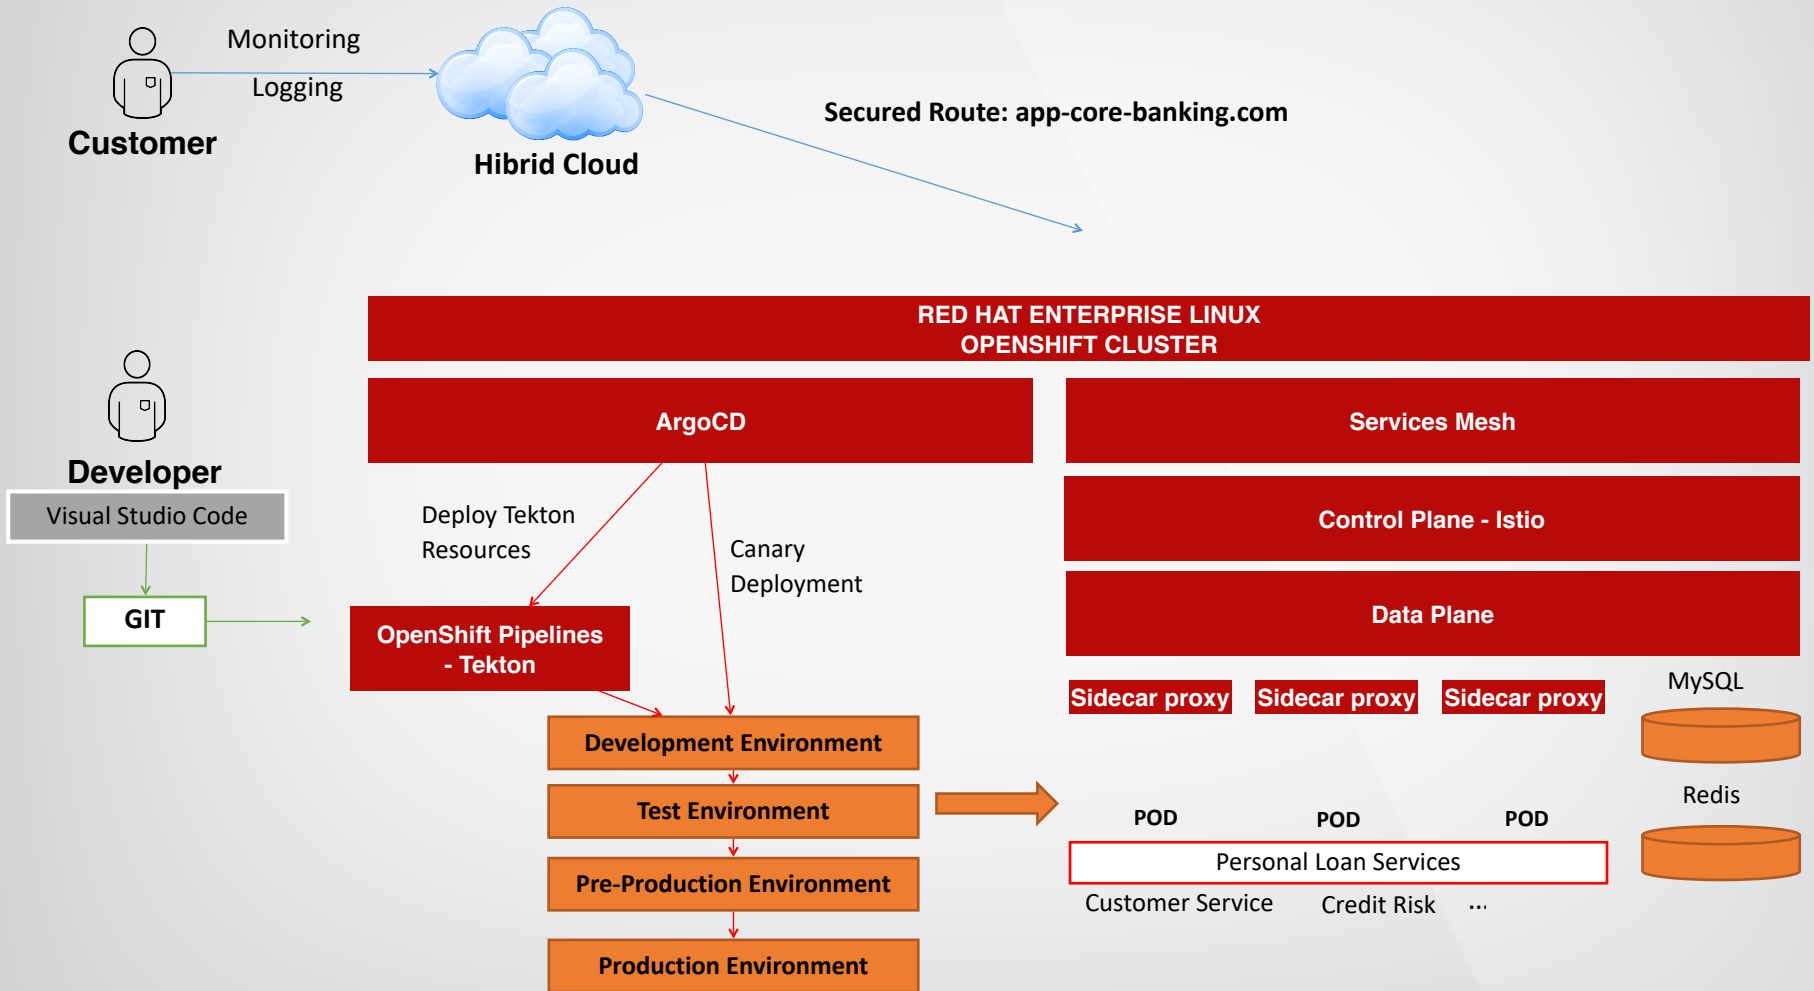 Monitoring
Logging
Customer
Hibrid Cloud
Secured Route: app-core-banking.com
RED HAT ENTERPRISE LINUX
OPENSHIFT CLUSTER
Developer
Visual Studio Code
GIT
ArgoCD
Deploy Tekton
Resources
Canary
Deployment
OpenShift Pipelines
- Tekton
Development Environment
Test Environment
Pre-Production Environment
Production Environment
Services Mesh
Control Plane - Istio
Data Plane
Sidecar proxy
Sidecar proxy
Sidecar proxy
MySQL
Redis
POD
POD
POD
Personal Loan Services
Customer Service
Credit Risk
...